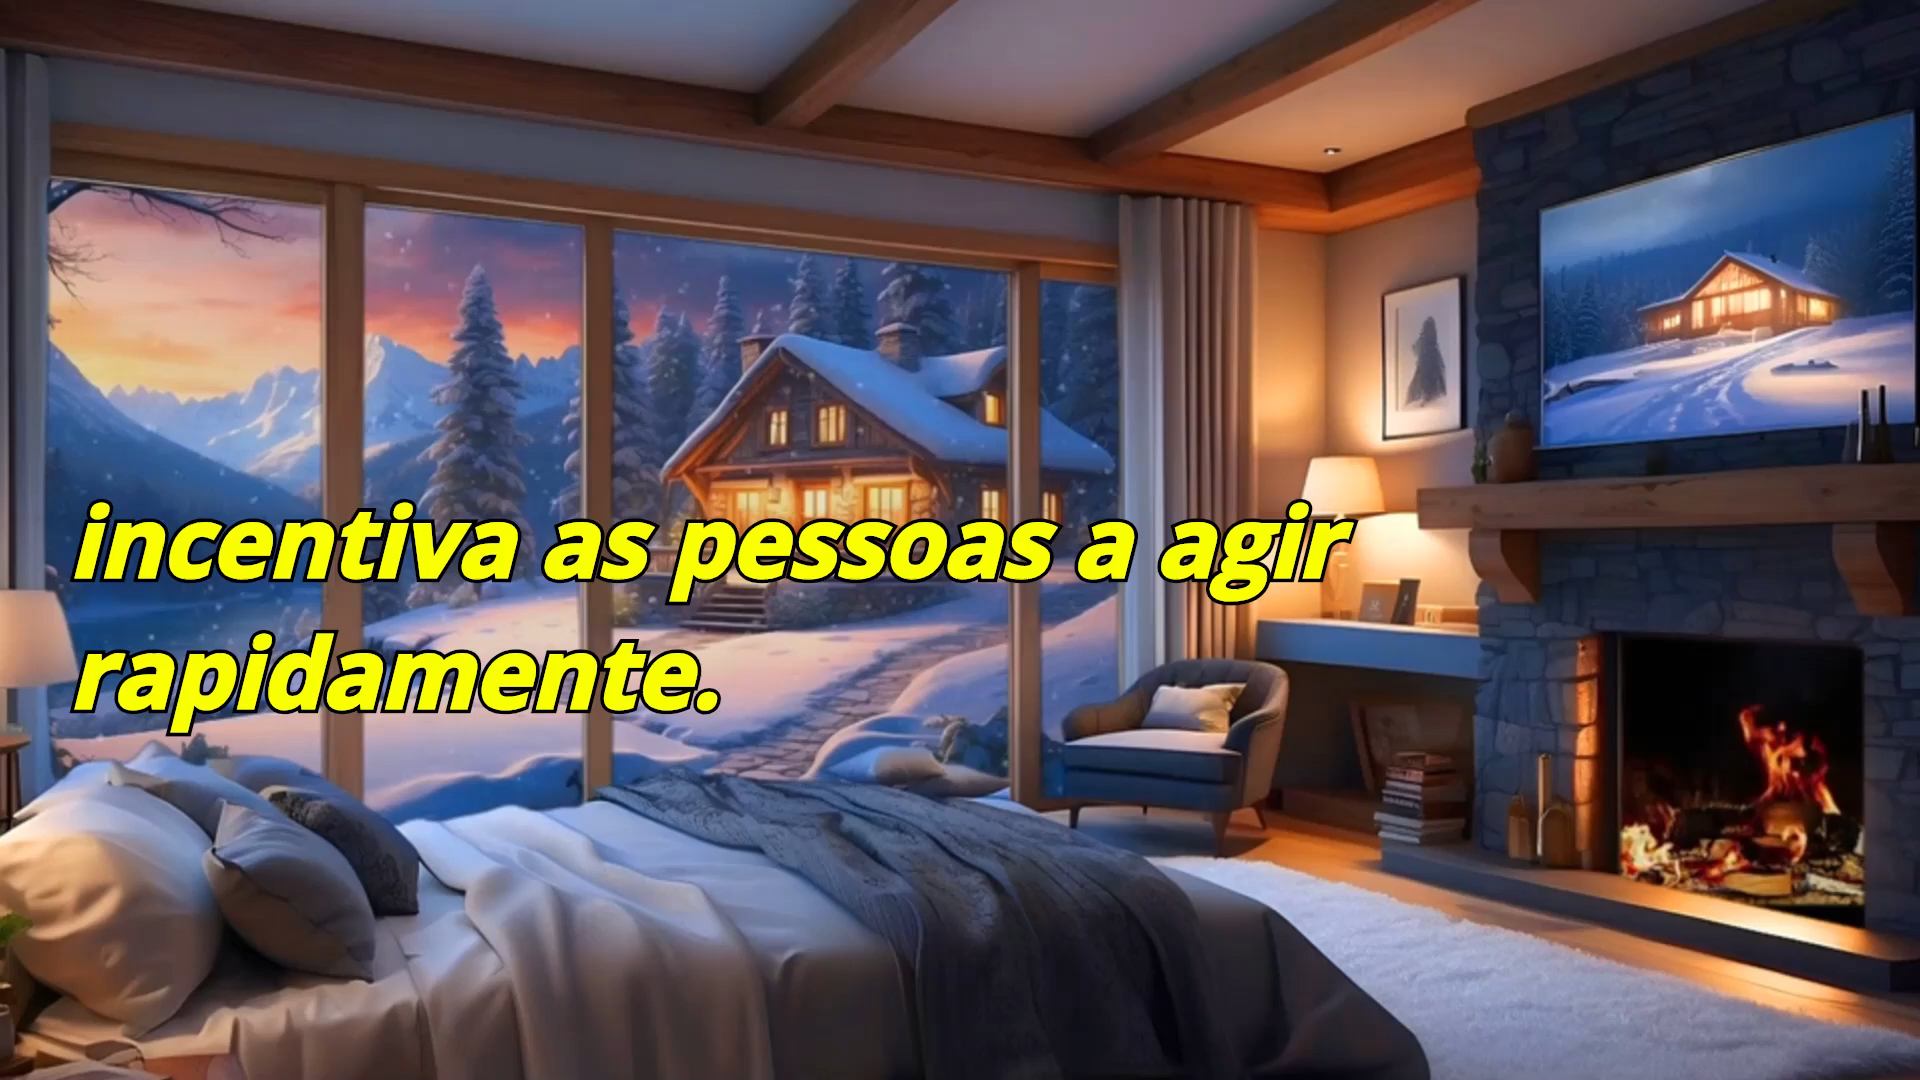 incentiva as pessoas a agir
rapidamente.